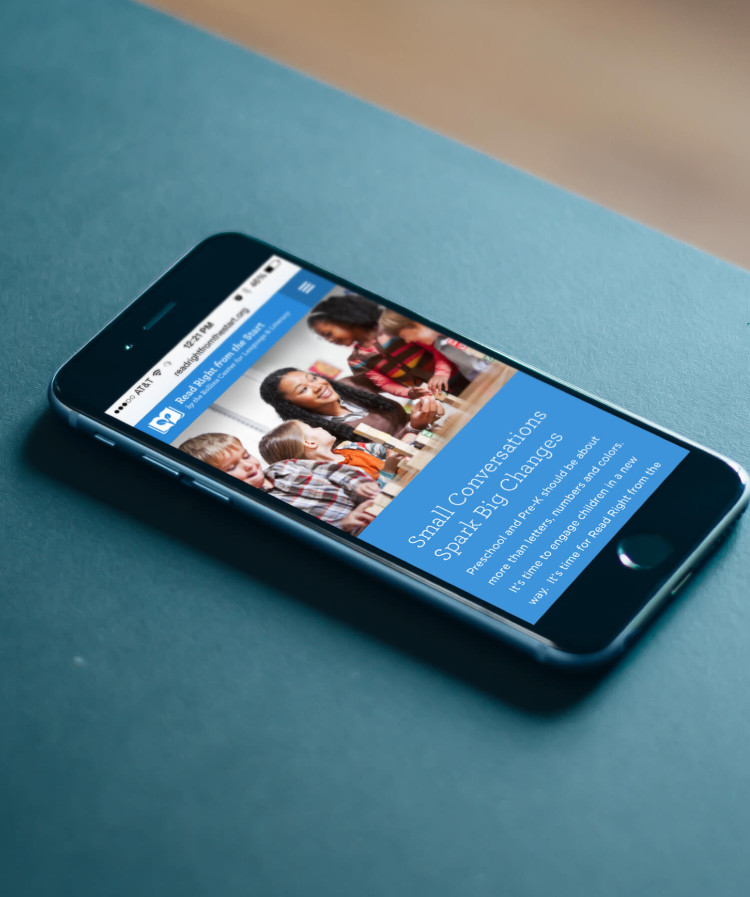 AT&T 12:21 PM 46%
readrightfromthestart.org
Read Right from the Start
by the Rollins Center for Language & Literacy
Small Conversations
Spark Big Changes
Preschool and Pre-K should be about
more than letters, numbers and colors.
It's time to engage children in a new
way. It's time for Read Right from the